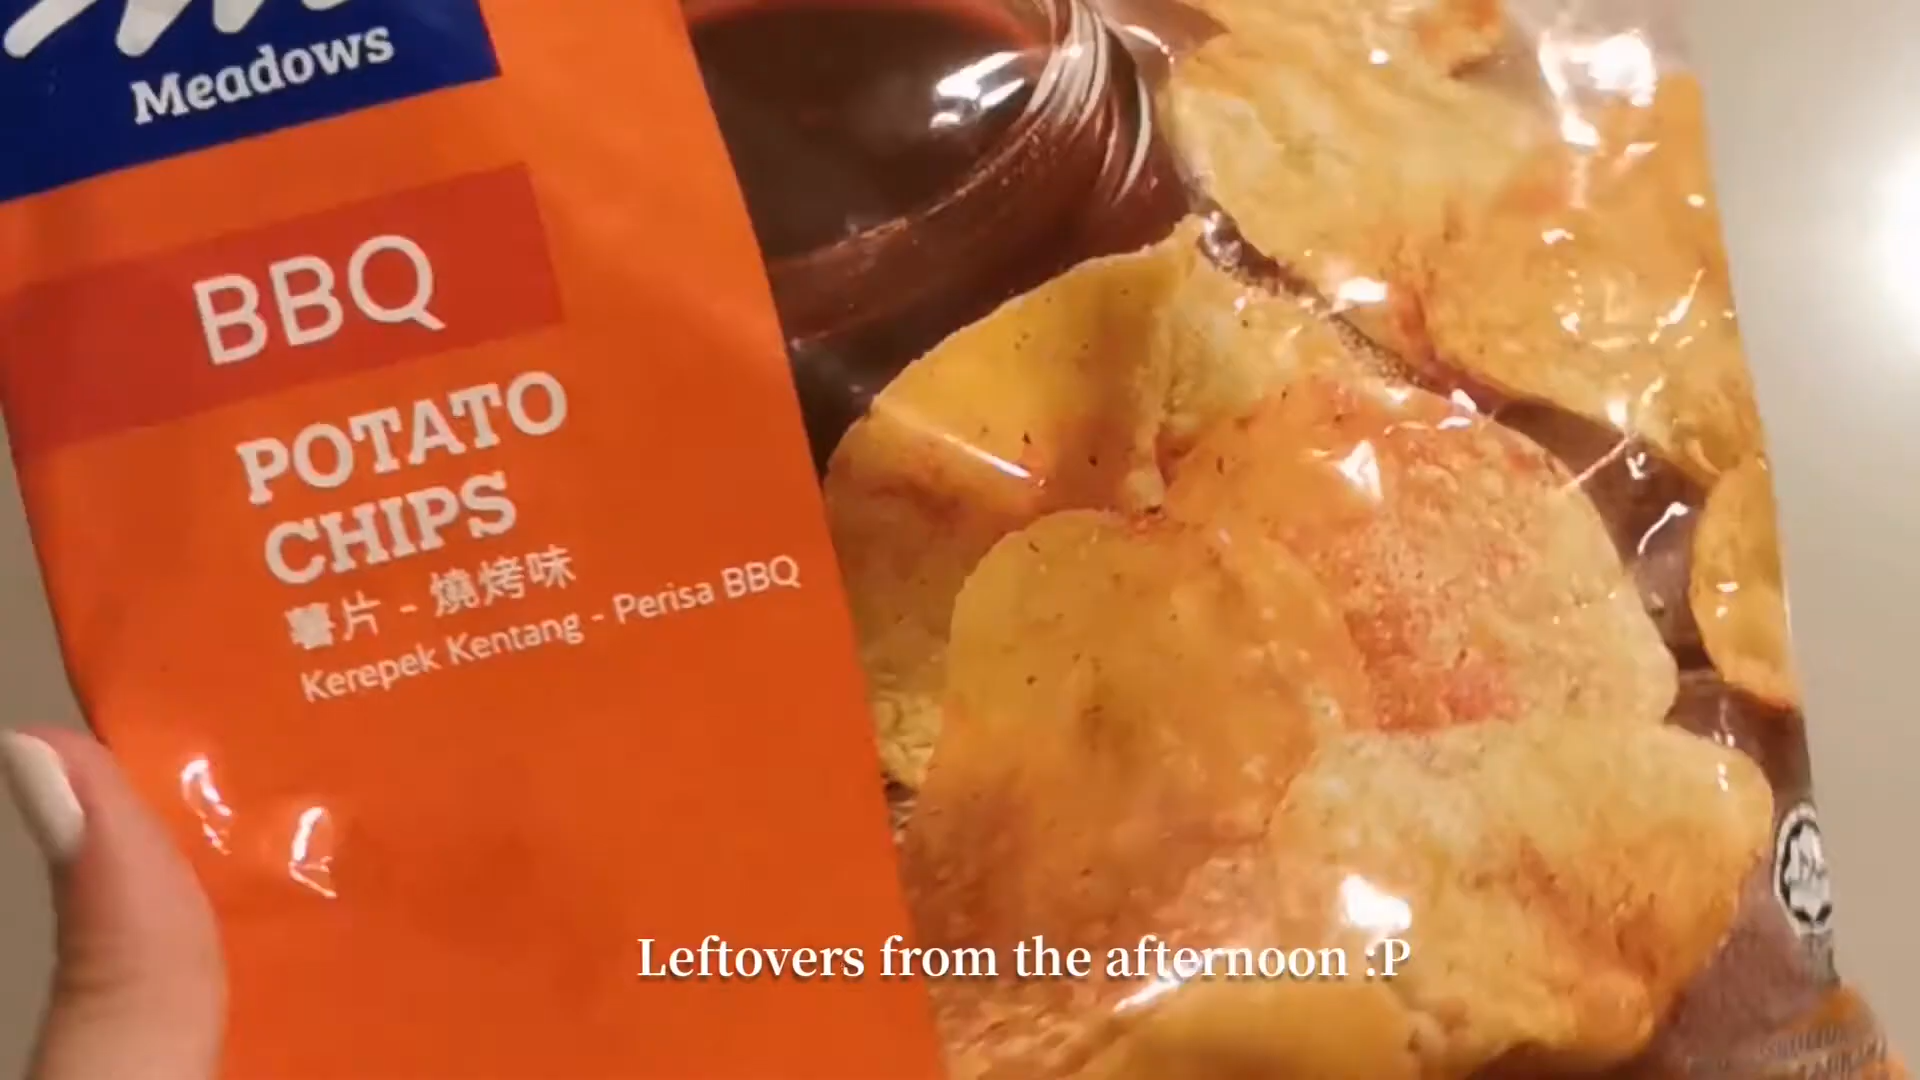 Meadows
BBQ
POTATO
CHIPS
薯片 - 燒烤味
Kerepek Kentang - Perisa BBQ
Leftovers from the afternoon :P